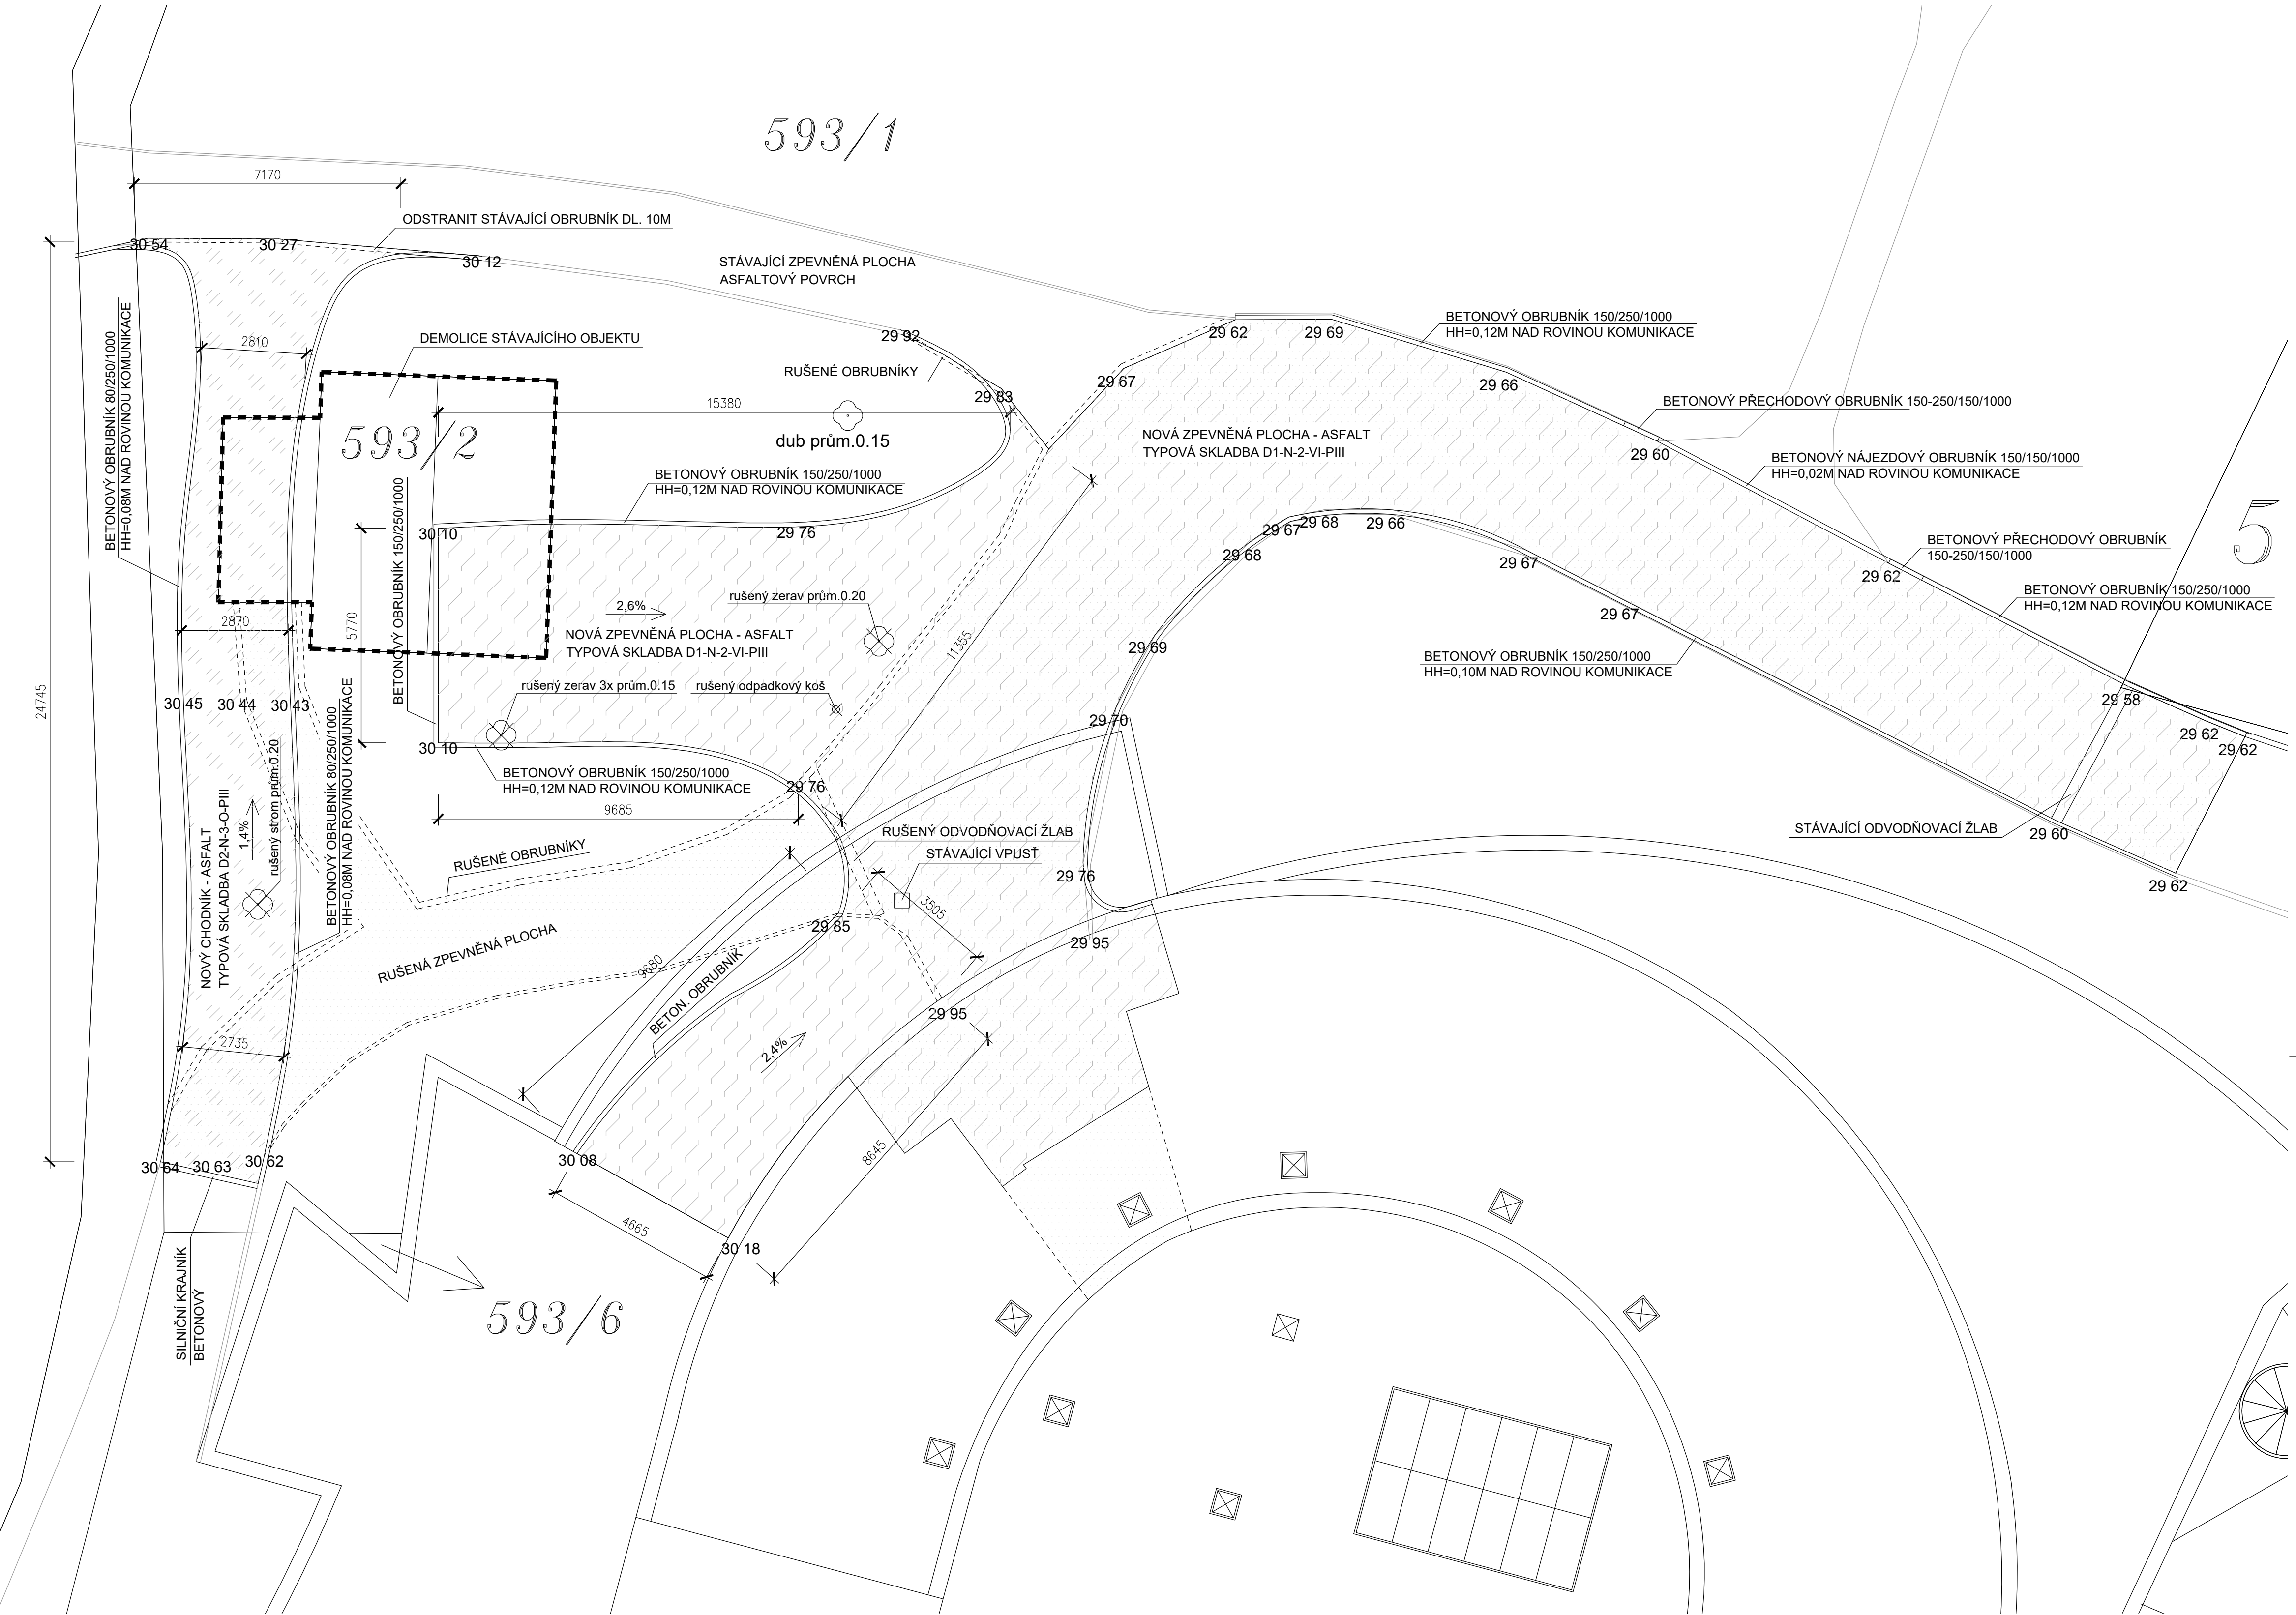 593/1
7170
ODSTRANIT STÁVAJÍCÍ OBRUBNÍK DL. 10M
30 54
30 27
30 12
STÁVAJÍCÍ ZPEVNĚNÁ PLOCHA
ASFALTOVÝ POVRCH
BETONOVÝ OBRUBNÍK 80/250/1000
HH=0,08M NAD ROVINOU KOMUNIKACE
2810
DEMOLICE STÁVAJÍCÍHO OBJEKTU
29 92
RUŠENÉ OBRUBNÍKY
29 83
29 62
29 69
BETONOVÝ OBRUBNÍK 150/250/1000
HH=0,12M NAD ROVINOU KOMUNIKACE
29 67
29 66
15380
dub prům.0.15
593/2
BETONOVÝ PŘECHODOVÝ OBRUBNÍK 150-250/150/1000
NOVÁ ZPEVNĚNÁ PLOCHA - ASFALT
TYPOVÁ SKLADBA D1-N-2-VI-PIII
29 60
BETONOVÝ NÁJEZDOVÝ OBRUBNÍK 150/150/1000
HH=0,02M NAD ROVINOU KOMUNIKACE
BETONOVÝ OBRUBNÍK 150/250/1000
HH=0,12M NAD ROVINOU KOMUNIKACE
BETONOVÝ OBRUBNÍK 150/250/1000
30 10
29 76
29 67
29 68
29 66
29 68
29 67
5
BETONOVÝ PŘECHODOVÝ OBRUBNÍK
150-250/150/1000
29 62
BETONOVÝ OBRUBNÍK 150/250/1000
HH=0,12M NAD ROVINOU KOMUNIKACE
2870
5770
2,6%
rušený zerav prům.0.20
NOVÁ ZPEVNĚNÁ PLOCHA - ASFALT
TYPOVÁ SKLADBA D1-N-2-VI-PIII
11355
29 69
29 67
BETONOVÝ OBRUBNÍK 150/250/1000
HH=0,10M NAD ROVINOU KOMUNIKACE
24745
30 45
30 44
30 43
rušený zerav 3x prům.0.15
rušený odpadkový koš
29 70
29 58
29 62
29 62
30 10
BETONOVÝ OBRUBNÍK 150/250/1000
HH=0,12M NAD ROVINOU KOMUNIKACE
29 76
9685
BETONOVÝ OBRUBNÍK 80/250/1000
HH=0,08M NAD ROVINOU KOMUNIKACE
NOVÝ CHODNÍK - ASFALT
TYPOVÁ SKLADBA D2-N-3-O-PIII
1,4%
rušený strom prům.0.20
RUŠENÉ OBRUBNÍKY
RUŠENÝ ODVODŇOVACÍ ŽLAB
STÁVAJÍCÍ VPUSŤ
STÁVAJÍCÍ ODVODŇOVACÍ ŽLAB
29 60
29 62
29 76
3505
29 85
29 95
RUŠENÁ ZPEVNĚNÁ PLOCHA
9680
BETON. OBRUBNÍK
29 95
2,4%
2735
30 64
30 63
30 62
30 08
8645
4665
30 18
SILNIČNÍ KRAJNÍK
BETONOVÝ
593/6